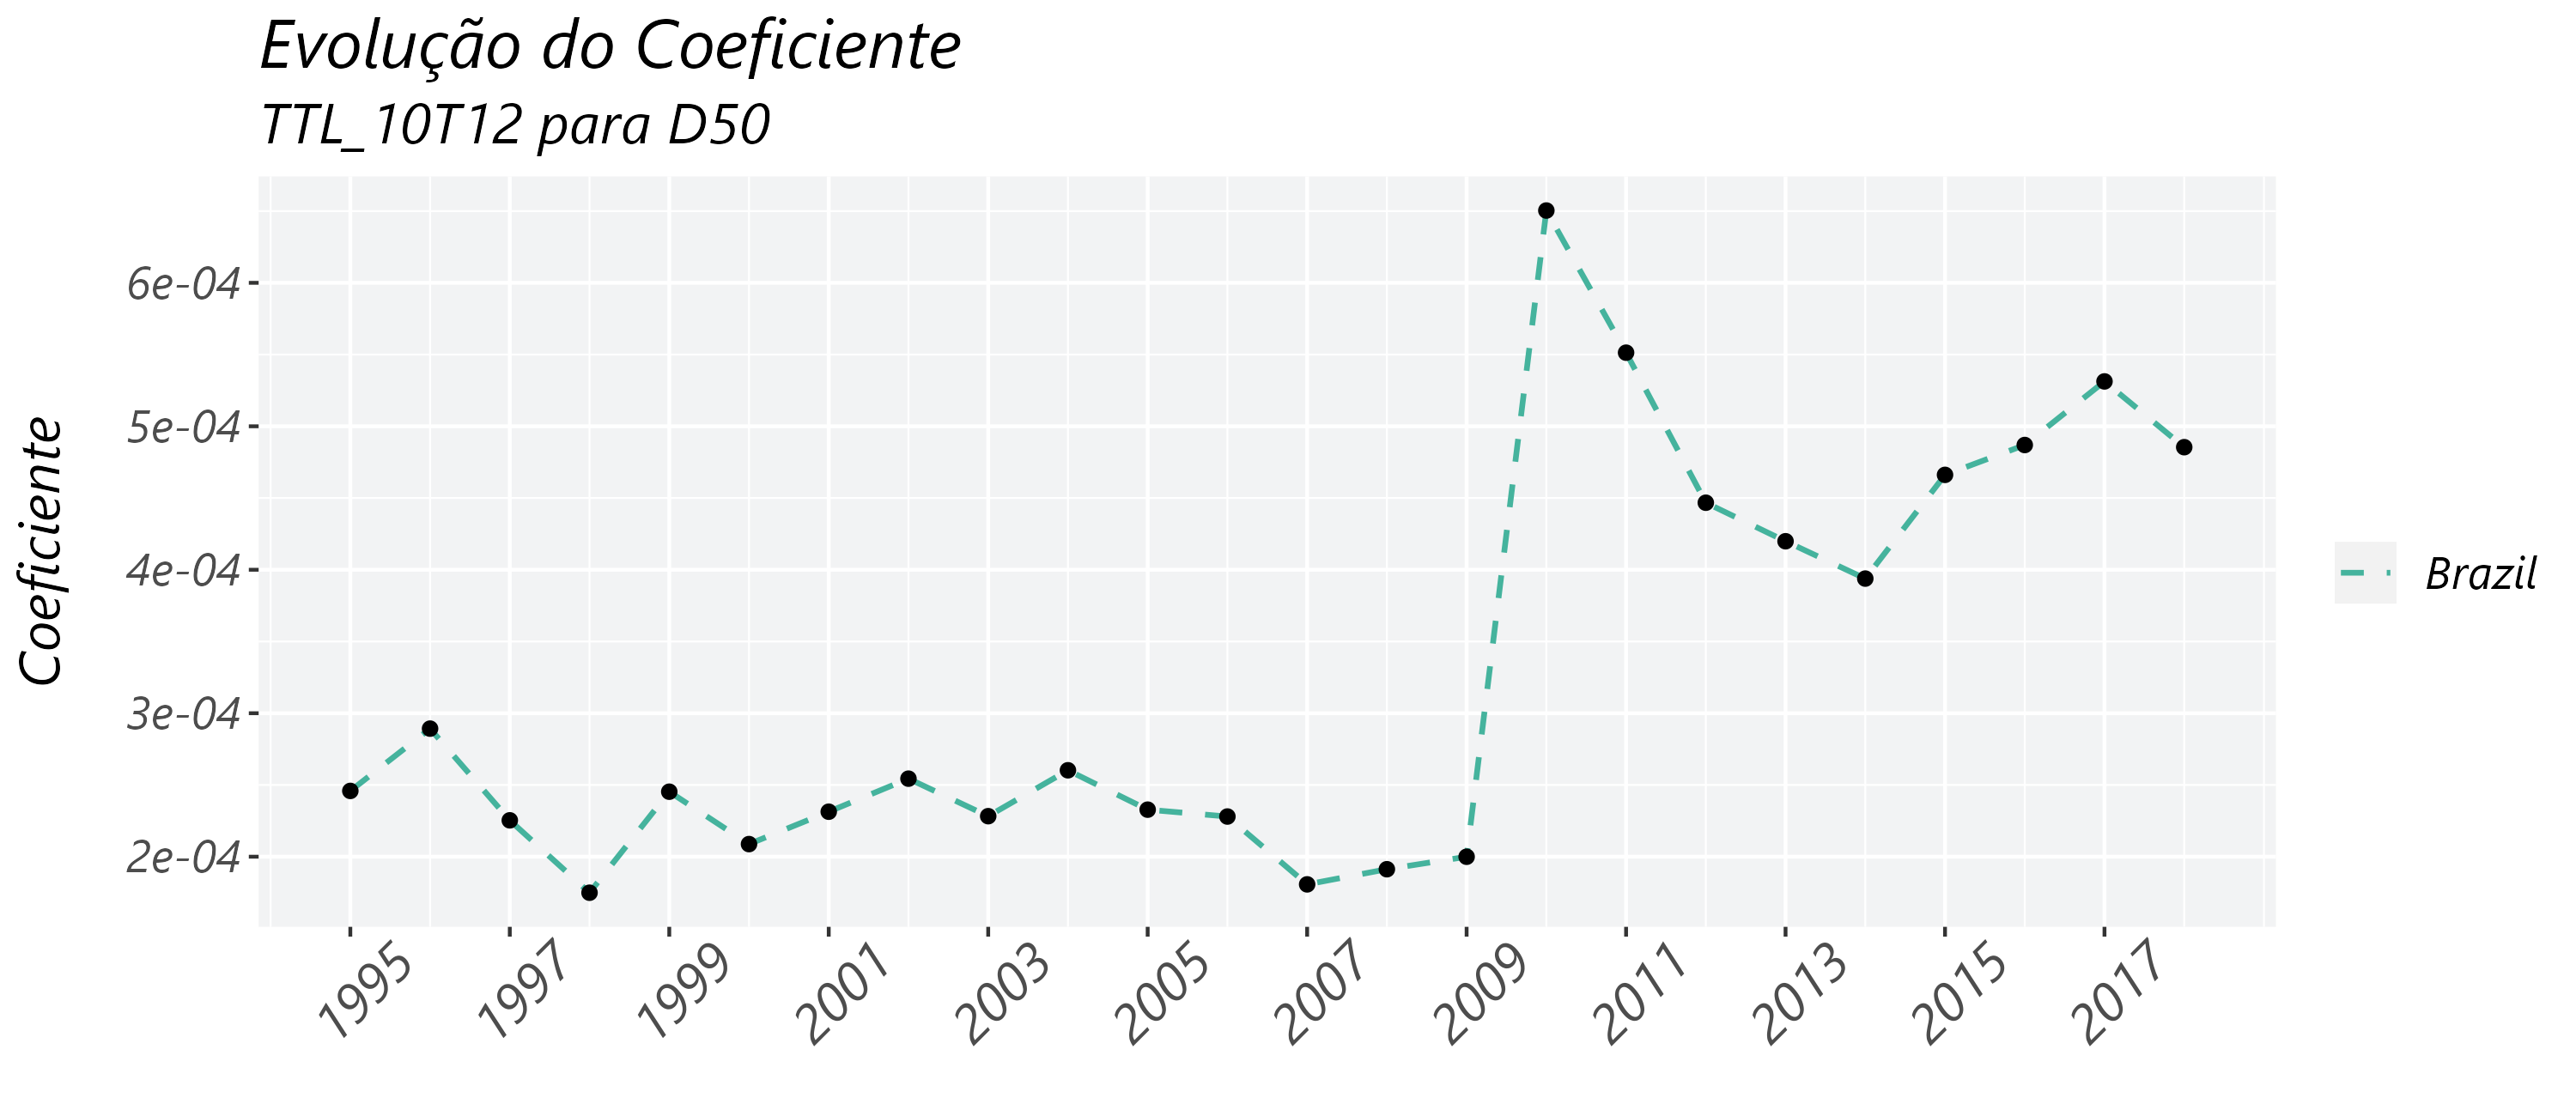 Evolução do Coeficiente
TTL_10T12 para D50
Coeficiente
6e-04
5e-04
4e-04
3e-04
2e-04
1995
1997
1999
2001
2003
2005
2007
2009
2011
2013
2015
2017
Brazil